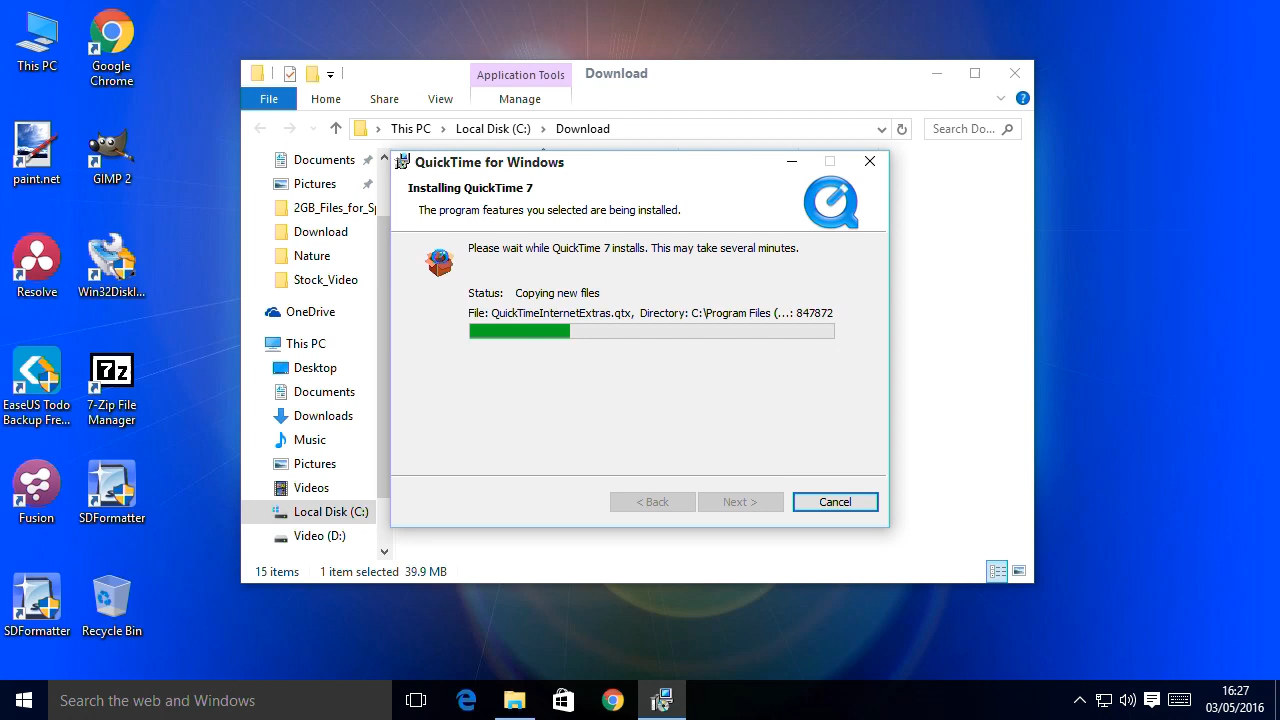 This PC
Google
Chrome
paint.net
GIMP 2
Resolve
Win32DiskI...
EaseUS Todo
Backup Fre...
7z
7-Zip File
Manager
Fusion
SDFormatter
SDFormatter
Recycle Bin
Application Tools
Download
File
Home
Share
View
Manage
?
This PC
Local Disk (C:)
Download
Search Do...
Documents
Pictures
2GB_Files_for_Sp
Download
Nature
Stock_Video
OneDrive
This PC
Desktop
Documents
Downloads
Music
Pictures
Videos
Local Disk (C:)
Video (D:)
15 items
1 item selected 39.9 MB
QuickTime for Windows
Installing QuickTime 7
The program features you selected are being installed.
Please wait while QuickTime 7 installs. This may take several minutes.
Status: Copying new files
File: QuickTimeInternetExtras.qtx, Directory: C:\Program Files (...: 847872
< Back
Next >
Cancel
Search the web and Windows
16:27
03/05/2016